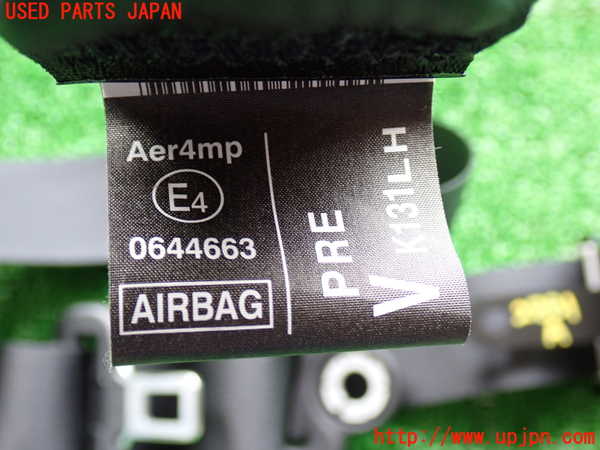 USED PARTS JAPAN
Aer4mp
E4
0644663
AIRBAG
PRE
V
K131LH
http://www.upjpn.com/